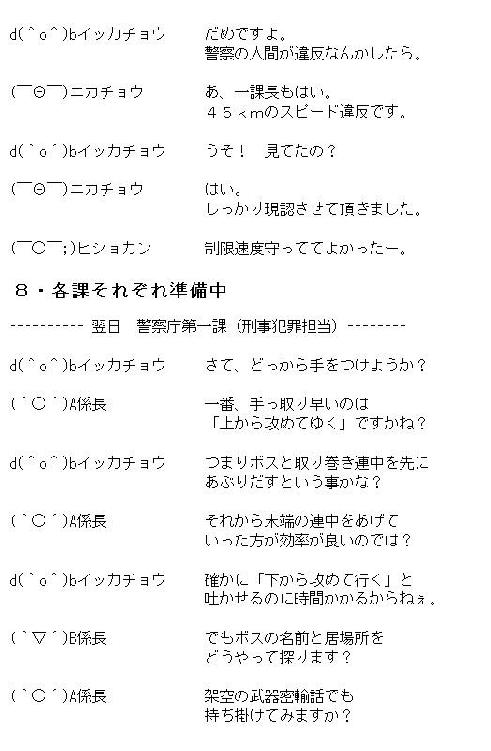 d(＾o＾)bイッカチョウ　だめですよ。
警察の人間が違反なんかしたら。
(￣Θ￣)ニカチョウ　あ、一課長もはい。
４５kmのスピード違反です。
d(＾o＾)bイッカチョウ　うそ！　見てたの？
(￣Θ￣)ニカチョウ　はい。
しっかり現認させて頂きました。
(￣〇￣;)ヒショカン　制限速度守っててよかったー。
８・各課それぞれ準備中
---------- 翌日　警察庁第一課（刑事犯罪担当）--------
d(＾o＾)bイッカチョウ　さて、どっから手をつけようか？
(｀〇´)A係長　一番、手っ取り早いのは
「上から攻めてゆく」ですかね？
d(＾o＾)bイッカチョウ　つまりボスと取り巻き連中を先に
あぶりだすという事かな？
(｀〇´)A係長　それから末端の連中をあげて
いった方が効率が良いのでは？
d(＾o＾)bイッカチョウ　確かに「下から攻めて行く」と
吐かせるのに時間かかるからねぇ。
(｀▽´)B係長　でもボスの名前と居場所を
どうやって探ります？
(｀〇´)A係長　架空の武器密輸話でも
持ち掛けてみますか？